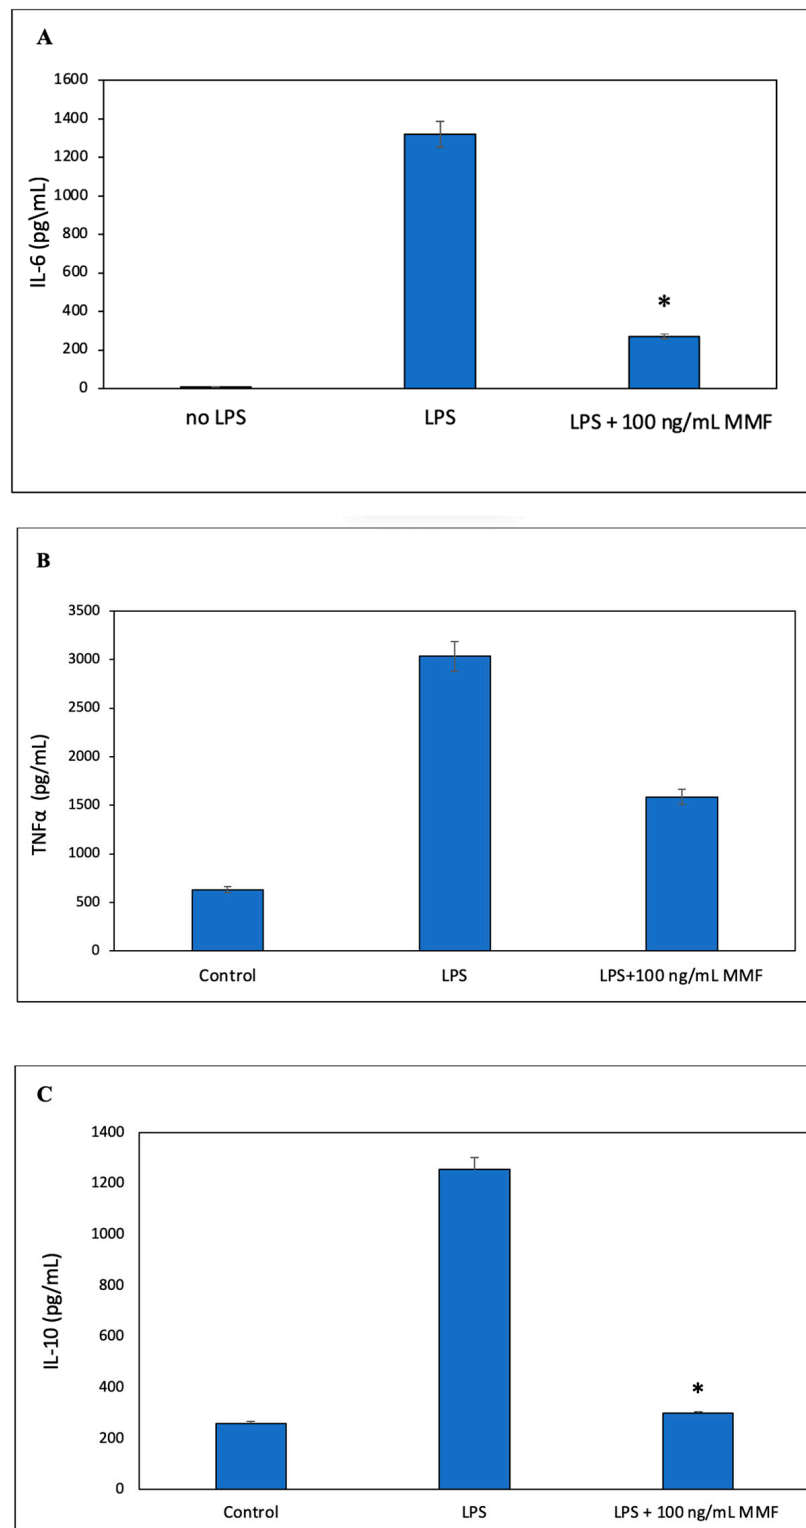 A
IL-6 (pg\mL)
1600
1400
1200
1000
800
600
400
200
0
*
no LPS
LPS
LPS + 100 ng/mL MMF
B
TNFα (pg/mL)
3500
3000
2500
2000
1500
1000
500
0
Control
LPS
LPS+100 ng/mL MMF
C
IL-10 (pg/mL)
1400
1200
1000
800
600
400
200
0
*
Control
LPS
LPS + 100 ng/mL MMF